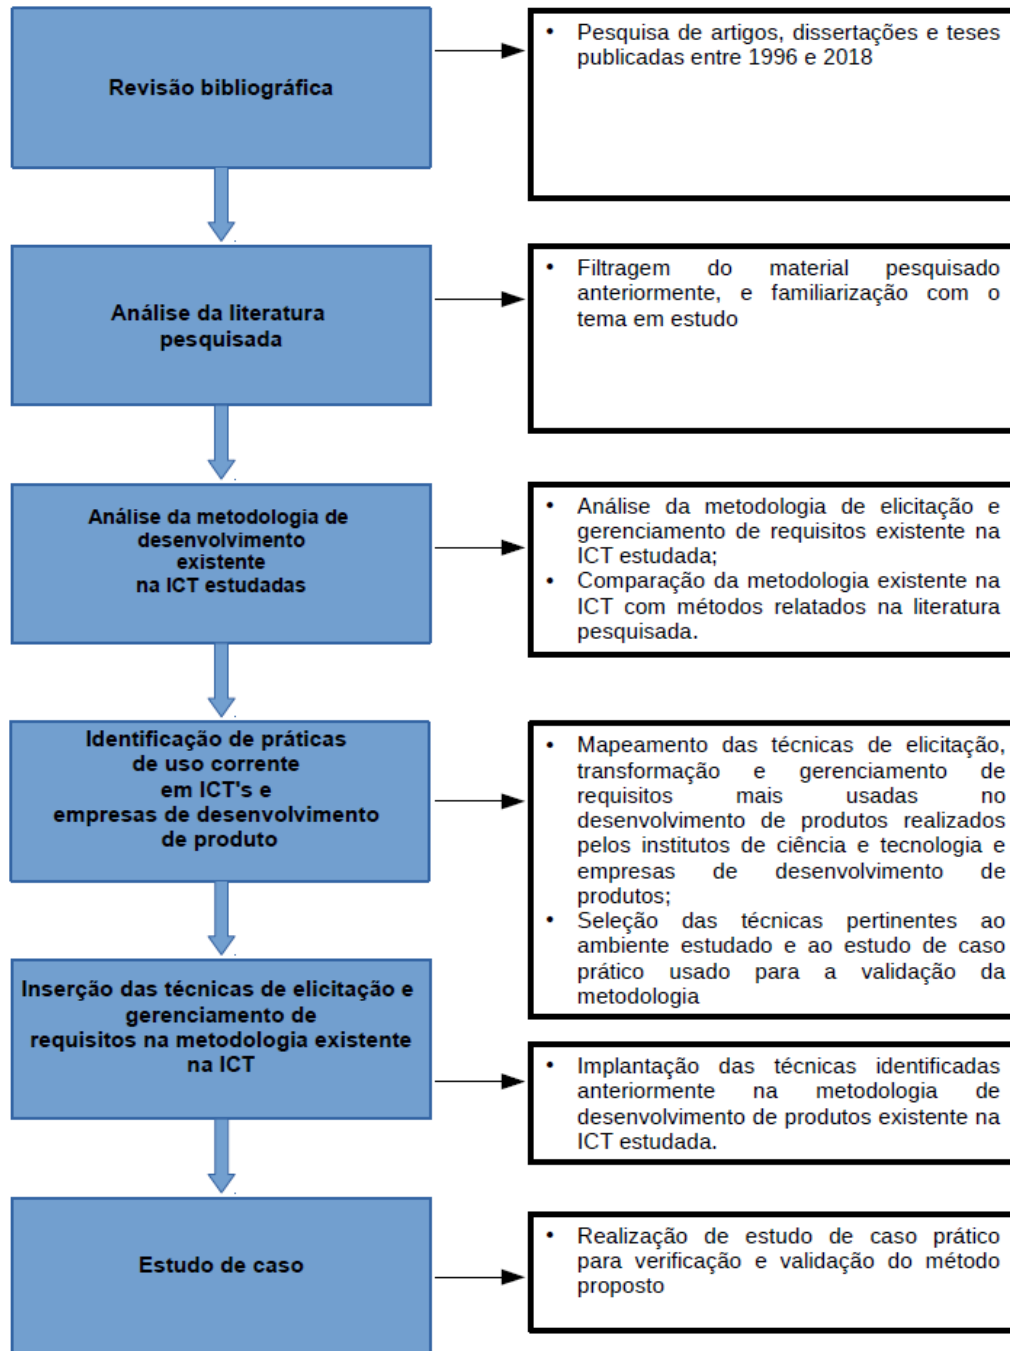 Revisão bibliográfica
• Pesquisa de artigos, dissertações e teses
publicadas entre 1996 e 2018
Análise da literatura
pesquisada
• Filtragem do material pesquisado
anteriormente, e familiarização com o
tema em estudo
Análise da metodologia de
desenvolvimento
existente
na ICT estudadas
• Análise da metodologia de elicitação e
gerenciamento de requisitos existente na
ICT estudada;
• Comparação da metodologia existente na
ICT com métodos relatados na literatura
pesquisada.
Identificação de práticas
de uso corrente
em ICT's e
empresas de desenvolvimento
de produto
• Mapeamento das técnicas de elicitação,
transformação e gerenciamento de
requisitos mais usadas no
desenvolvimento de produtos realizados
pelos institutos de ciência e tecnologia e
empresas de desenvolvimento de
produtos;
• Seleção das técnicas pertinentes ao
ambiente estudado e ao estudo de caso
prático usado para a validação da
metodologia
Inserção das técnicas de elicitação e
gerenciamento de
requisitos na metodologia existente
na ICT
• Implantação das técnicas identificadas
anteriormente na metodologia de
desenvolvimento de produtos existente na
ICT estudada.
Estudo de caso
• Realização de estudo de caso prático
para verificação e validação do método
proposto